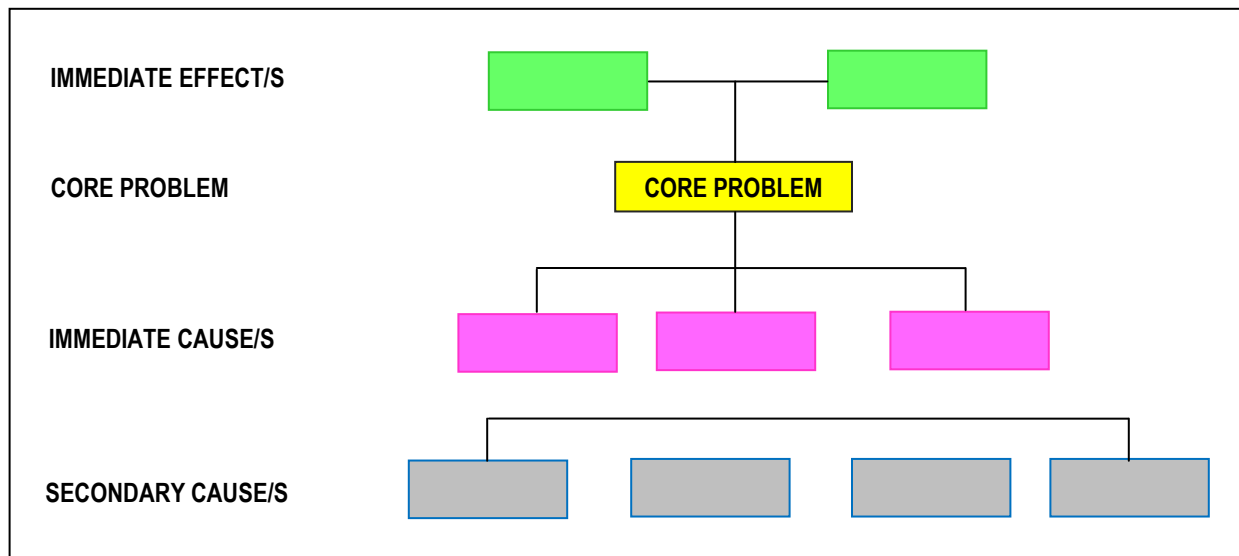 IMMEDIATE EFFECT/S
CORE PROBLEM
CORE PROBLEM
IMMEDIATE CAUSE/S
SECONDARY CAUSE/S